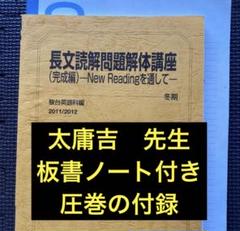 長文読解問題解体講座
(完成編)—New Readingを通して—
冬期
駿台英語科編
2011/2012
太庸吉　先生
板書ノート付き
圧巻の付録